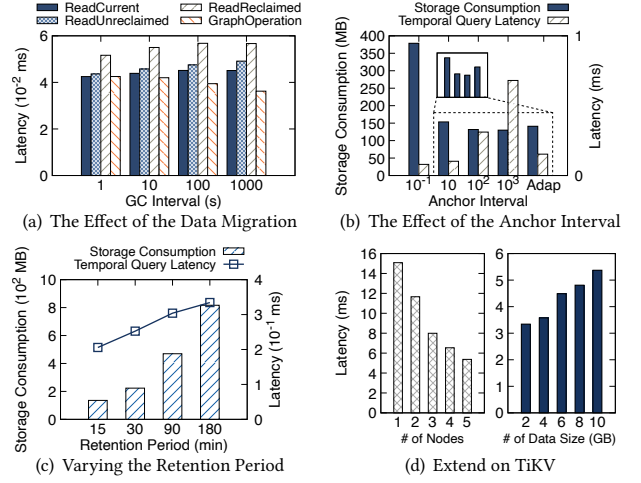 ReadCurrent
ReadUnreclaimed
ReadReclaimed
GraphOperation
Latency (10⁻² ms)
6
4
2
0
1 10 100 1000
GC Interval (s)
(a) The Effect of the Data Migration
Storage Consumption
Temporal Query Latency
Storage Consumption (MB)
400
350
300
250
200
150
100
50
0
1
0
Latency (ms)
10⁻¹ 10 10² 10³ Adap
Anchor Interval
(b) The Effect of the Anchor Interval
Storage Consumption
Temporal Query Latency
Storage Consumption (10² MB)
10
8
6
4
2
0
4
3
2
1
0
Latency (10⁻¹ ms)
15 30 90 180
Retention Period (min)
(c) Varying the Retention Period
Latency (ms)
16
14
12
10
8
6
4
2
0
1 2 3 4 5
# of Nodes
6
5
4
3
2
1
0
2 4 6 8 10
# of Data Size (GB)
(d) Extend on TiKV